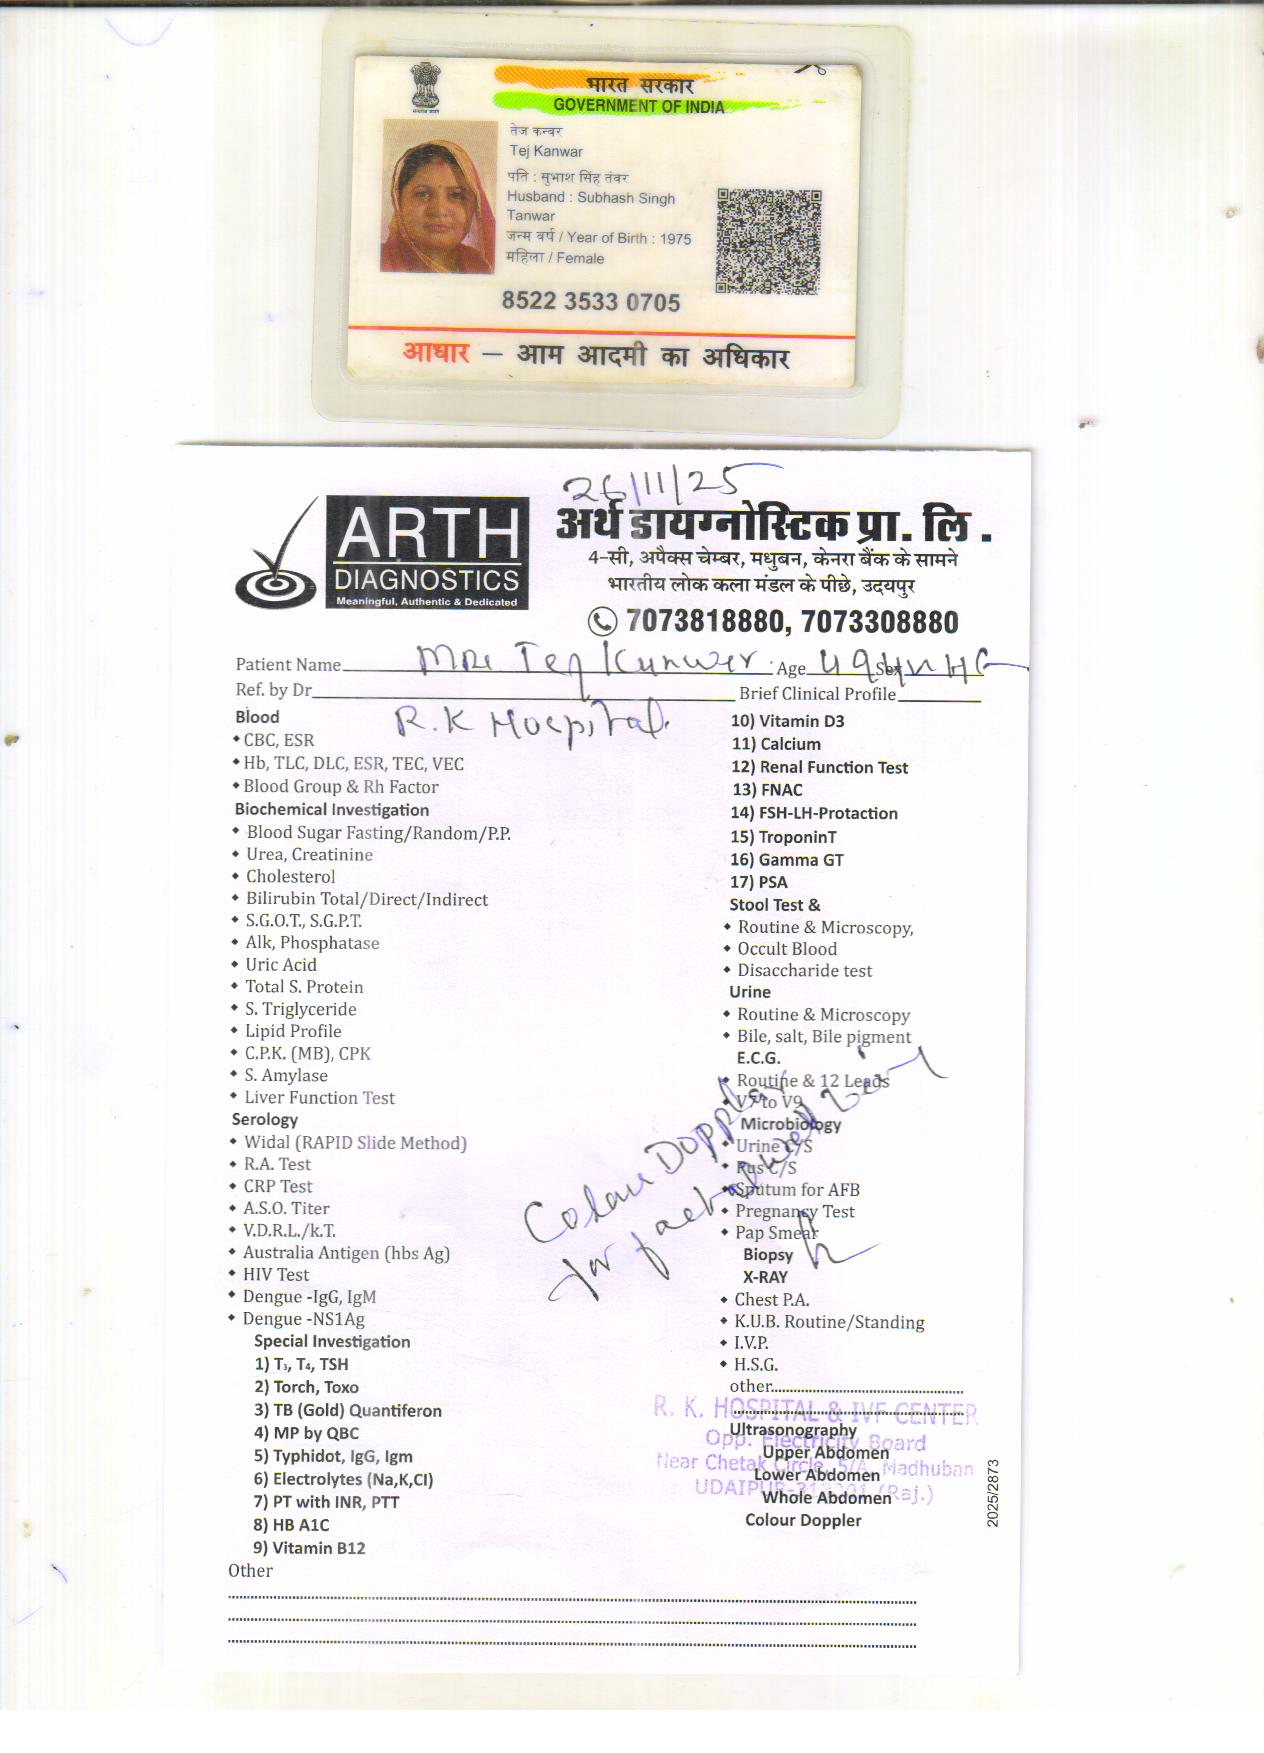 भारत सरकार
GOVERNMENT OF INDIA
तेज कन्वर
Tej Kanwar
पति : सुभाश सिंह तंवर
Husband : Subhash Singh
Tanwar
जन्म वर्ष / Year of Birth : 1975
महिला / Female
8522 3533 0705
आधार – आम आदमी का अधिकार
26/11/25
ARTH
DIAGNOSTICS
Meaningful, Authentic & Dedicated
अर्थ डायग्नोस्टिक प्रा. लि .
4-सी, अपैक्स चेम्बर, मधुबन, केनरा बैंक के सामने
भारतीय लोक कला मंडल के पीछे, उदयपुर
7073818880, 7073308880
Patient Name Tej Kunwer Age 49 Sex
Ref. by Dr Brief Clinical Profile
R.K Hospital
Blood
CBC, ESR
Hb, TLC, DLC, ESR, TEC, VEC
Blood Group & Rh Factor
Biochemical Investigation
Blood Sugar Fasting/Random/P.P.
Urea, Creatinine
Cholesterol
Bilirubin Total/Direct/Indirect
S.G.O.T., S.G.P.T.
Alk, Phosphatase
Uric Acid
Total S. Protein
S. Triglyceride
Lipid Profile
C.P.K. (MB), CPK
S. Amylase
Liver Function Test
Serology
Widal (RAPID Slide Method)
R.A. Test
CRP Test
A.S.O. Titer
V.D.R.L./k.T.
Australia Antigen (hbs Ag)
HIV Test
Dengue -IgG, IgM
Dengue -NS1Ag
Special Investigation
1) T3, T4, TSH
2) Torch, Toxo
3) TB (Gold) Quantiferon
4) MP by QBC
5) Typhidot, IgG, Igm
6) Electrolytes (Na,K,Cl)
7) PT with INR, PTT
8) HB A1C
9) Vitamin B12
Other
10) Vitamin D3
11) Calcium
12) Renal Function Test
13) FNAC
14) FSH-LH-Protaction
15) TroponinT
16) Gamma GT
17) PSA
Stool Test &
Routine & Microscopy,
Occult Blood
Disaccharide test
Urine
Routine & Microscopy
Bile, salt, Bile pigment
E.C.G.
Routine & 12 Leads
V7 to V9
Microbiology
Urine C/S
Pus C/S
Sputum for AFB
Pregnancy Test
Pap Smear
Biopsy
X-RAY
Chest P.A.
K.U.B. Routine/Standing
I.V.P.
H.S.G.
other
Colour Doppler
for
R. K. HOSPITAL & IVF CENTER
Opp. Electricity Board
Near Chetak Circle, 5/A, Madhuban
UDAIPUR-313001 (Raj.)
Ultrasonography
Upper Abdomen
Lower Abdomen
Whole Abdomen
Colour Doppler
2025/2873